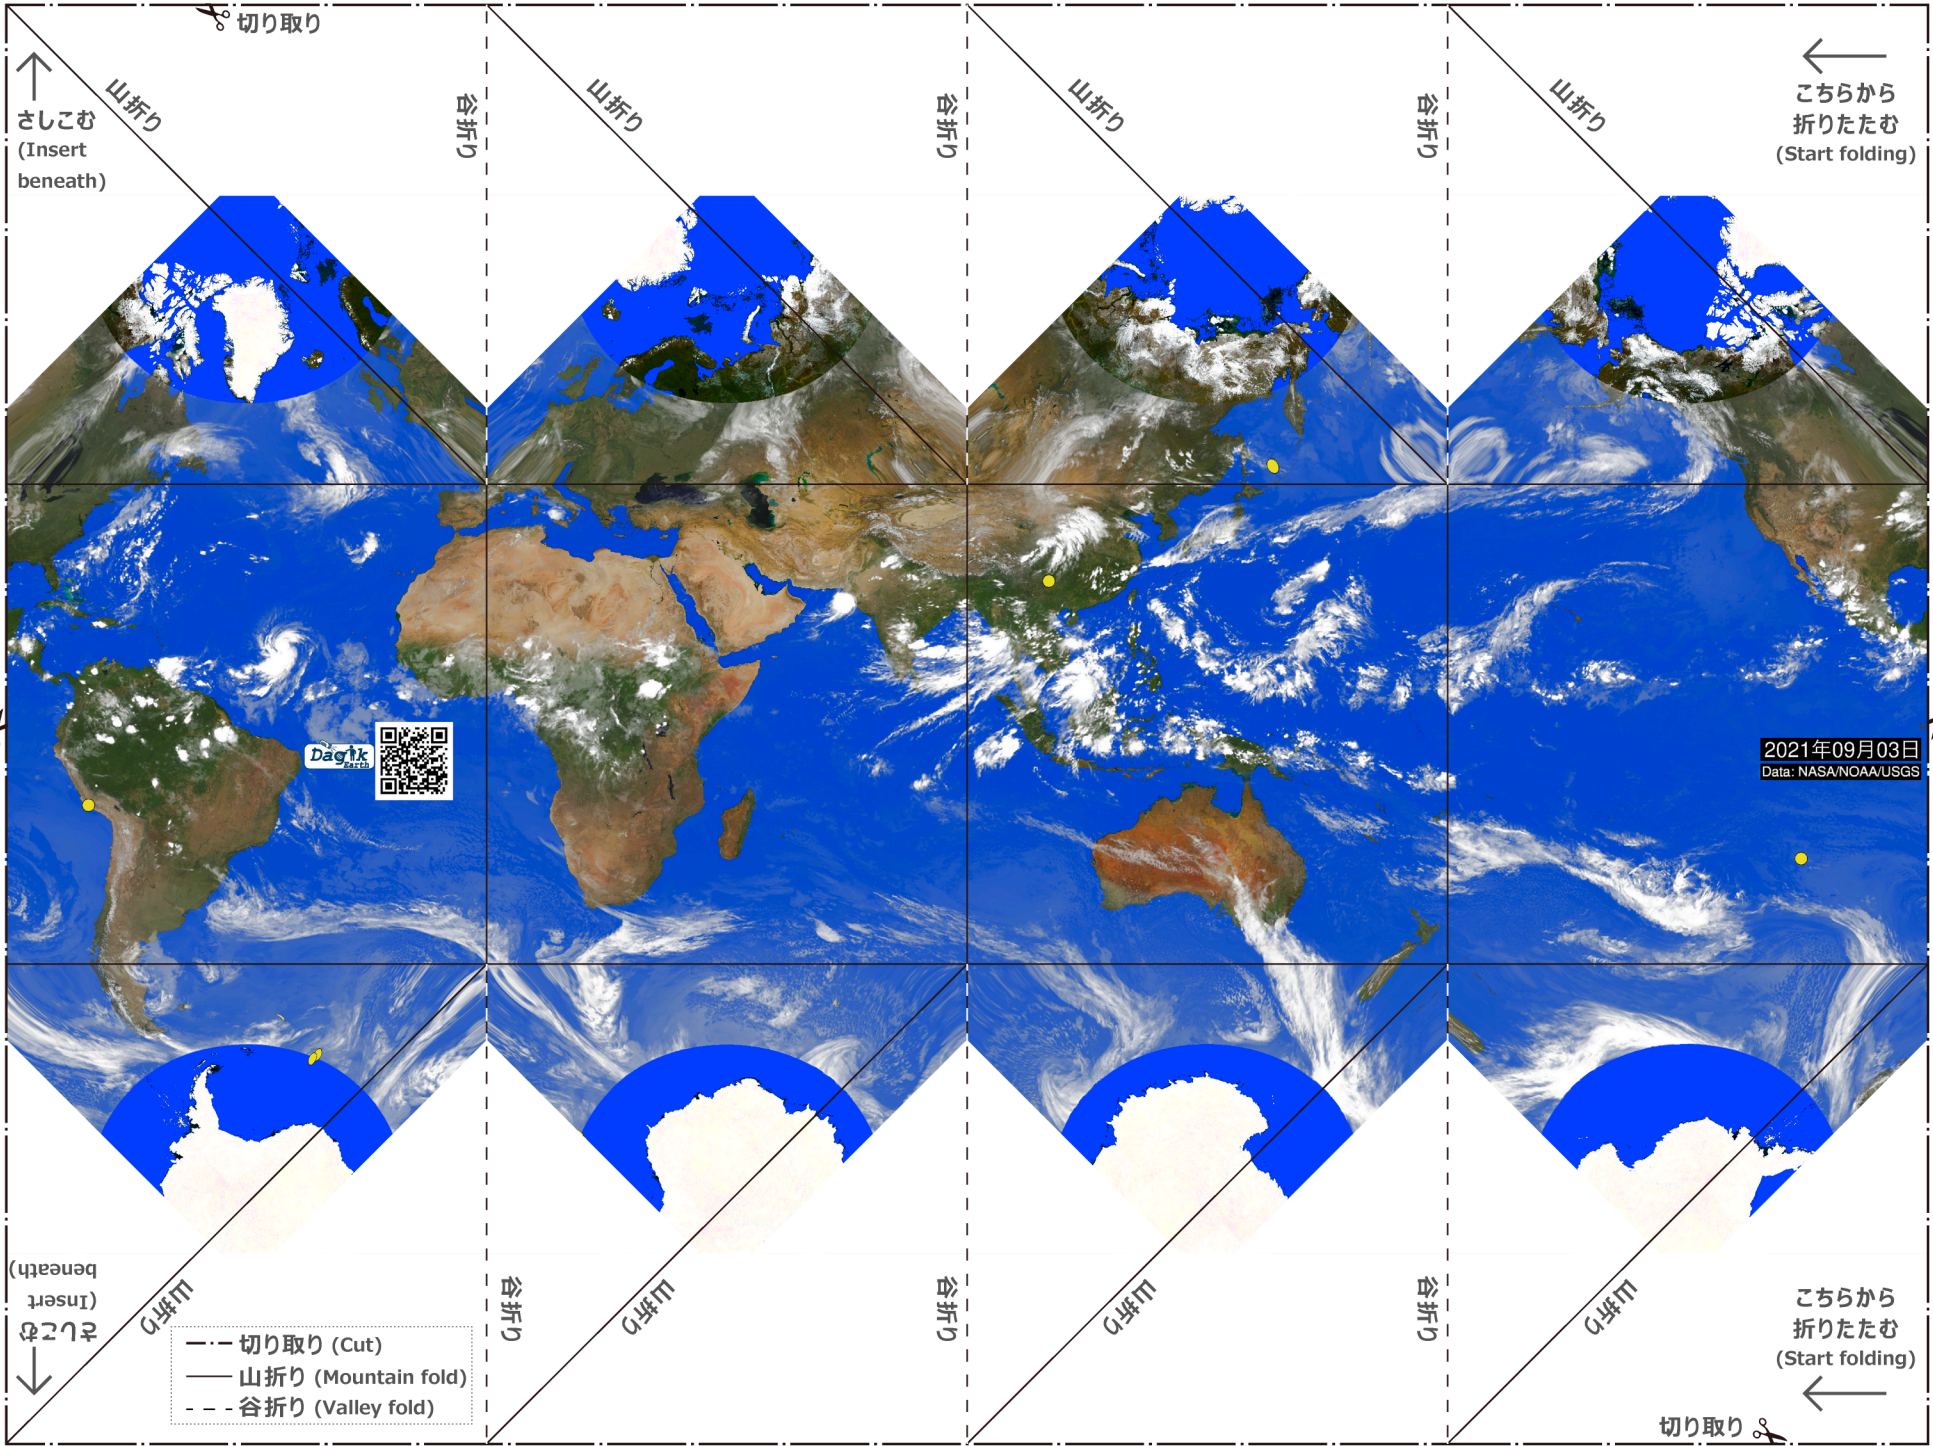 切り取り
山折り
谷折り
山折り
谷折り
山折り
谷折り
山折り
さしこむ
(Insert
beneath)
こちらから
折りたたむ
(Start folding)
Dagik
Earth
2021年09月03日
Data: NASA/NOAA/USGS
さしこむ
(Insert
beneath)
山折り
谷折り
山折り
谷折り
山折り
谷折り
山折り
こちらから
折りたたむ
(Start folding)
切り取り (Cut)
山折り (Mountain fold)
谷折り (Valley fold)
切り取り